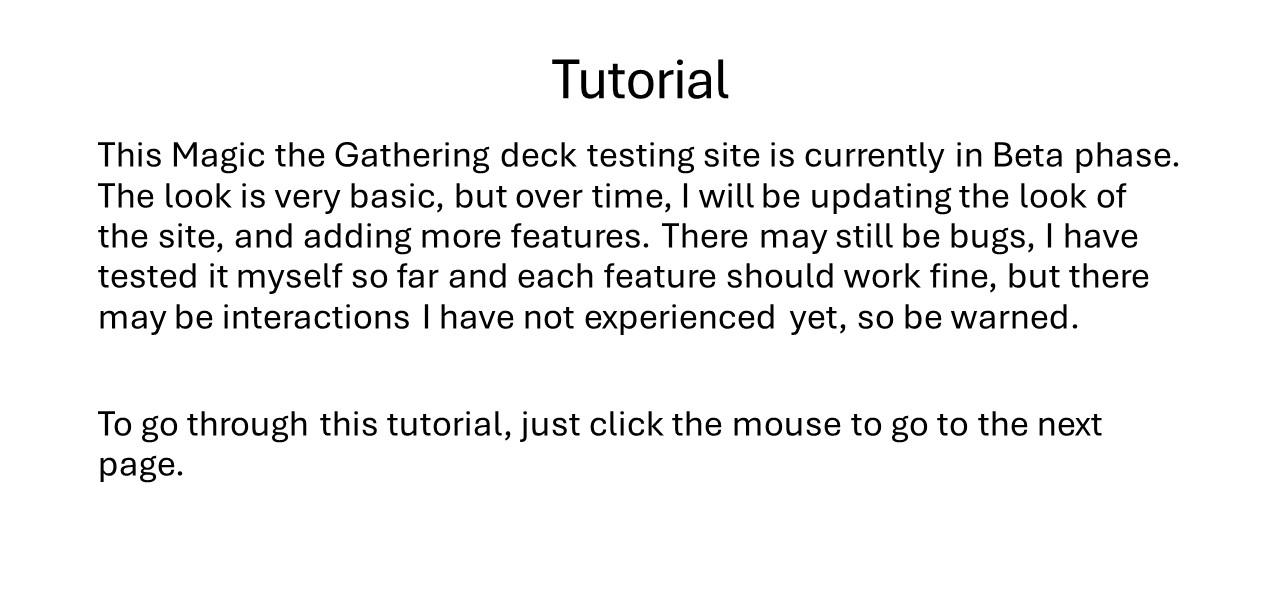 Tutorial
This Magic the Gathering deck testing site is currently in Beta phase.
The look is very basic, but over time, I will be updating the look of
the site, and adding more features. There may still be bugs, I have
tested it myself so far and each feature should work fine, but there
may be interactions I have not experienced yet, so be warned.
To go through this tutorial, just click the mouse to go to the next
page.